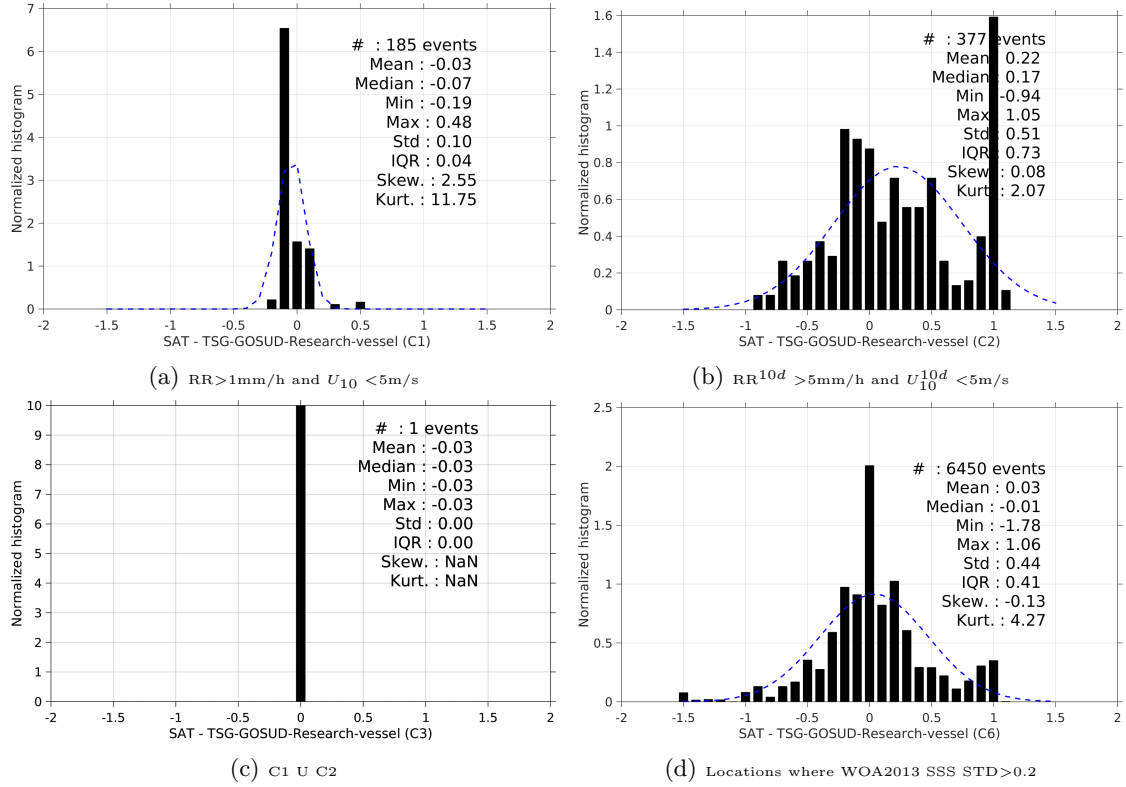 7
6
5
4
3
2
1
0
Normalized histogram
# : 185 events
Mean : -0.03
Median : -0.07
Min : -0.19
Max : 0.48
Std : 0.10
IQR : 0.04
Skew. : 2.55
Kurt. : 11.75
-2 -1.5 -1 -0.5 0 0.5 1 1.5 2
SAT - TSG-GOSUD-Research-vessel (C1)
(a) RR>1mm/h and U10 <5m/s
1.6
1.4
1.2
1
0.8
0.6
0.4
0.2
0
Normalized histogram
# : 377 events
Mean : 0.22
Median : 0.17
Min : -0.94
Max : 1.05
Std : 0.51
IQR : 0.73
Skew. : 0.08
Kurt. : 2.07
-2 -1.5 -1 -0.5 0 0.5 1 1.5 2
SAT - TSG-GOSUD-Research-vessel (C2)
(b) RR^10d >5mm/h and U10^10d <5m/s
10
9
8
7
6
5
4
3
2
1
0
Normalized histogram
# : 1 events
Mean : -0.03
Median : -0.03
Min : -0.03
Max : -0.03
Std : 0.00
IQR : 0.00
Skew. : NaN
Kurt. : NaN
-2 -1.5 -1 -0.5 0 0.5 1 1.5 2
SAT - TSG-GOSUD-Research-vessel (C3)
(c) C1 U C2
2.5
2
1.5
1
0.5
0
Normalized histogram
# : 6450 events
Mean : 0.03
Median : -0.01
Min : -1.78
Max : 1.06
Std : 0.44
IQR : 0.41
Skew. : -0.13
Kurt. : 4.27
-2 -1.5 -1 -0.5 0 0.5 1 1.5 2
SAT - TSG-GOSUD-Research-vessel (C6)
(d) Locations where WOA2013 SSS STD>0.2